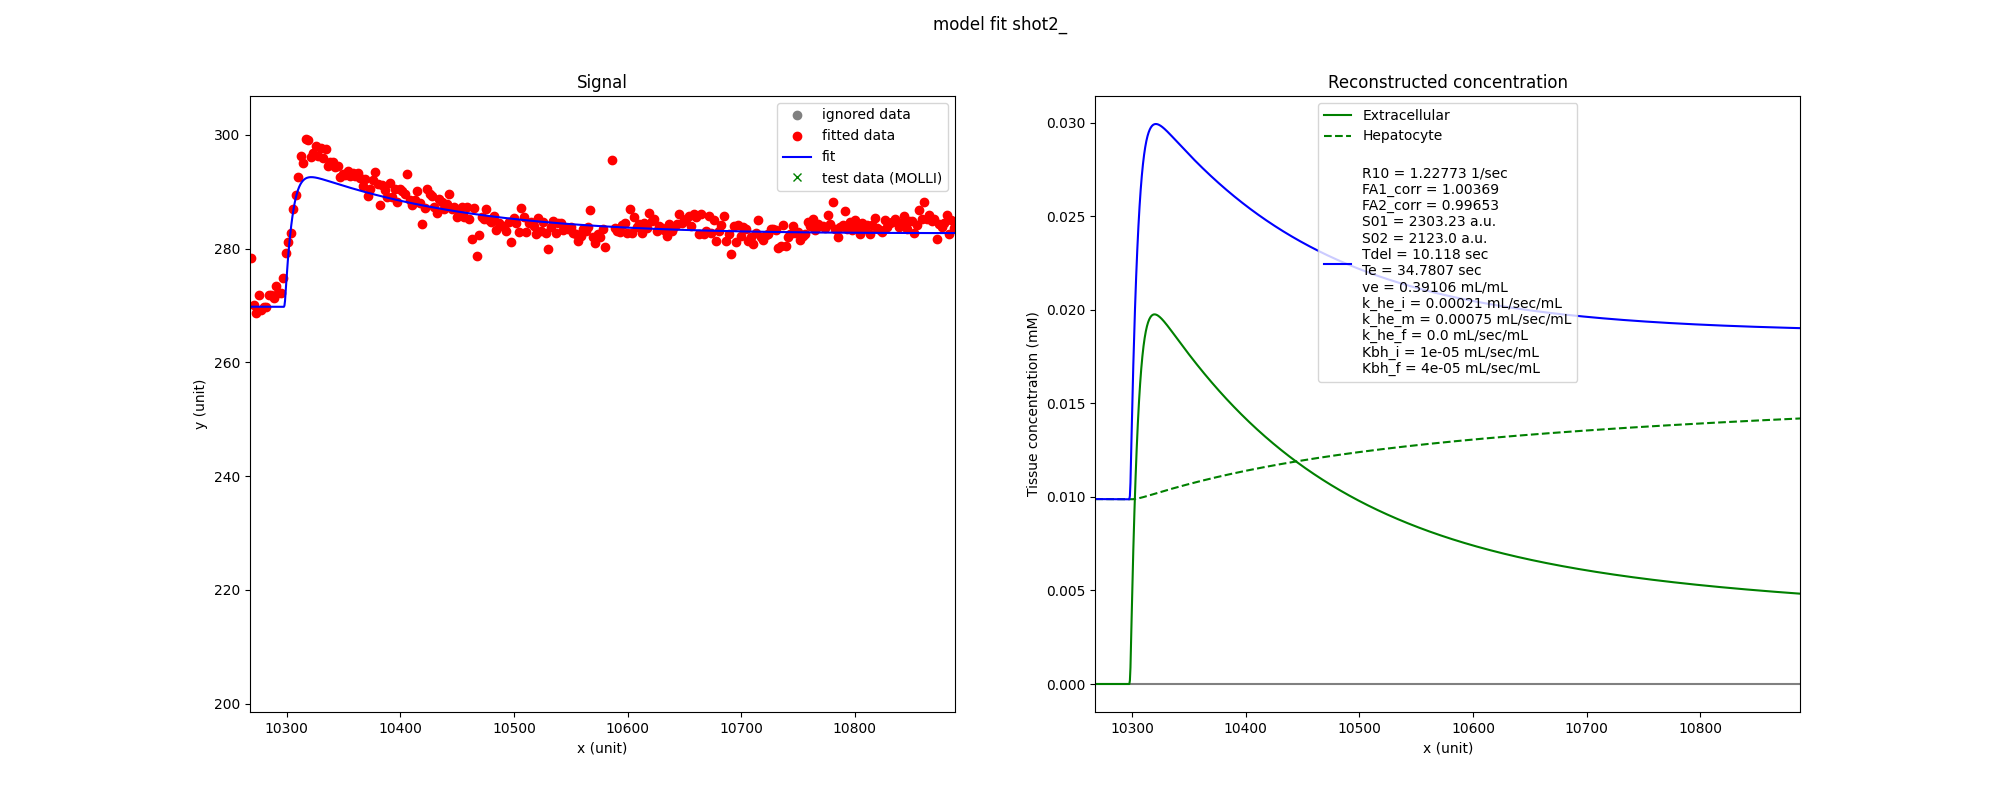 model fit shot2_
Signal
ignored data
fitted data
fit
test data (MOLLI)
300
280
260
240
220
200
y (unit)
10300 10400 10500 10600 10700 10800
x (unit)
Reconstructed concentration
Extracellular
Hepatocyte
R10 = 1.22773 1/sec
FA1_corr = 1.00369
FA2_corr = 0.99653
S01 = 2303.23 a.u.
S02 = 2123.0 a.u.
Tdel = 10.118 sec
Te = 34.7807 sec
ve = 0.39106 mL/mL
k_he_i = 0.00021 mL/sec/mL
k_he_m = 0.00075 mL/sec/mL
k_he_f = 0.0 mL/sec/mL
Kbh_i = 1e-05 mL/sec/mL
Kbh_f = 4e-05 mL/sec/mL
0.030
0.025
0.020
0.015
0.010
0.005
0.000
Tissue concentration (mM)
10300 10400 10500 10600 10700 10800
x (unit)